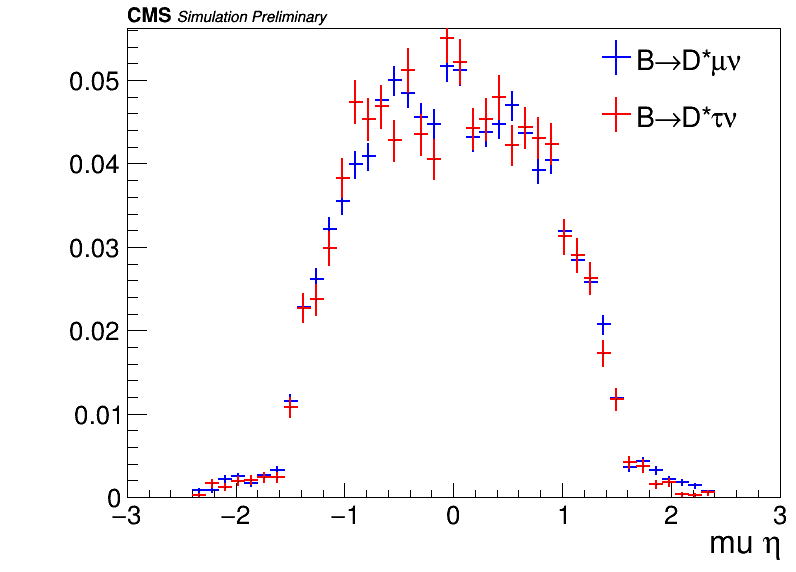 CMS Simulation Preliminary
B→D*μν
B→D*τν
0.05
0.04
0.03
0.02
0.01
0
−3 −2 −1 0 1 2 3
mu η